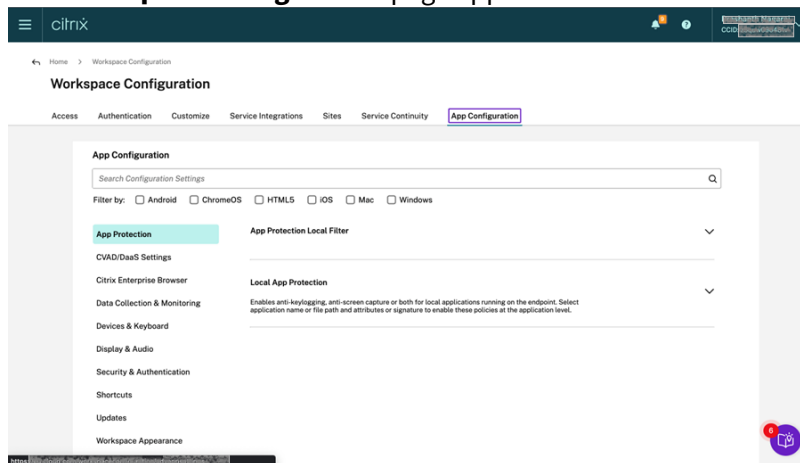 citrix
8
?
CCID:
Home > Workspace Configuration
Workspace Configuration
Access Authentication Customize Service Integrations Sites Service Continuity App Configuration
App Configuration
Search Configuration Settings
Filter by: Android ChromeOS HTML5 iOS Mac Windows
App Protection
App Protection Local Filter
CVAD/DaaS Settings
Citrix Enterprise Browser
Local App Protection
Data Collection & Monitoring
Enables anti-keylogging, anti-screen capture or both for local applications running on the endpoint. Select
application name or file path and attributes or signature to enable these policies at the application level.
Devices & Keyboard
Display & Audio
Security & Authentication
Shortcuts
Updates
6
Workspace Appearance